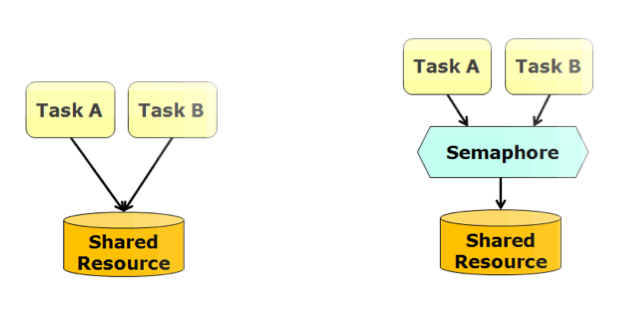 Task A
Task B
Shared
Resource
Task A
Task B
Semaphore
Shared
Resource